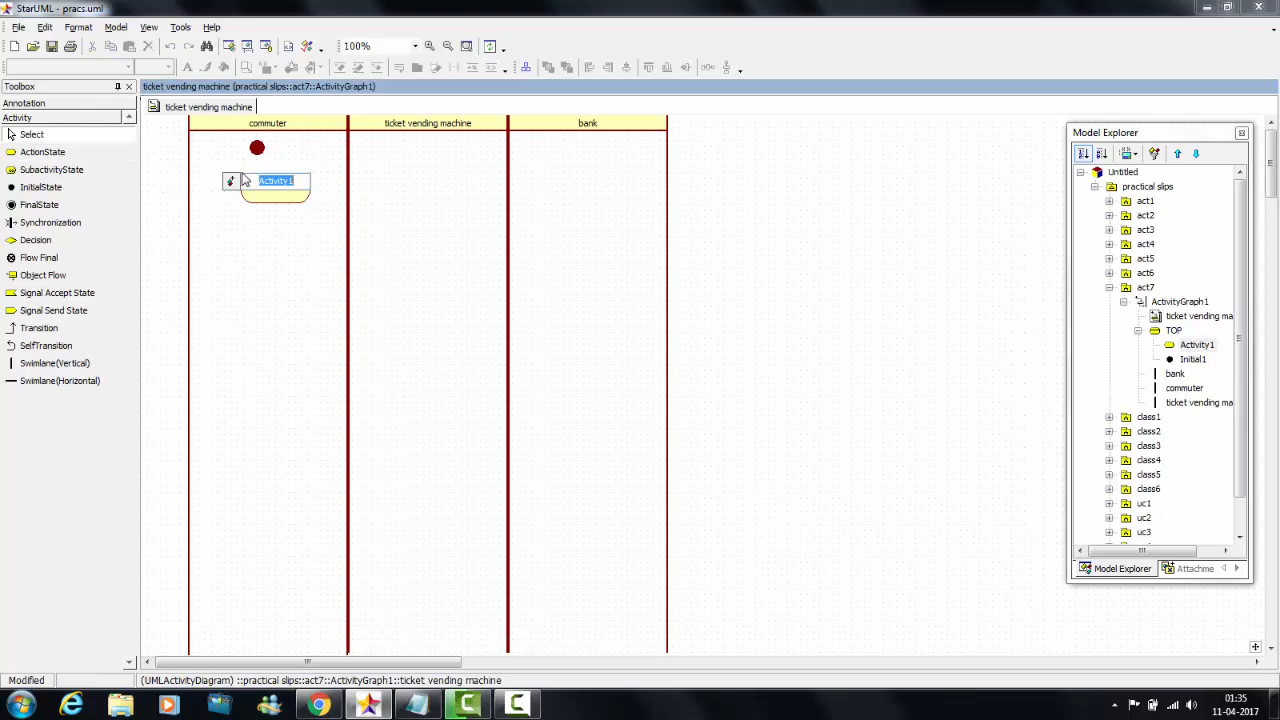 StarUML - pracs.uml
File Edit Format Model View Tools Help
100%
Toolbox
Annotation
Activity
Select
ActionState
SubactivityState
InitialState
FinalState
Synchronization
Decision
Flow Final
Object Flow
Signal Accept State
Signal Send State
Transition
SelfTransition
Swimlane(Vertical)
Swimlane(Horizontal)
ticket vending machine (practical slips::act7::ActivityGraph1)
ticket vending machine
commuter
ticket vending machine
bank
Activity1
Model Explorer
Untitled
practical slips
act1
act2
act3
act4
act5
act6
act7
ActivityGraph1
ticket vending ma
TOP
Activity1
Initial1
bank
commuter
ticket vending ma
class1
class2
class3
class4
class5
class6
uc1
uc2
uc3
Model Explorer Attachme
Modified (UMLActivityDiagram) ::practical slips::act7::ActivityGraph1::ticket vending machine
01:35
11-04-2017